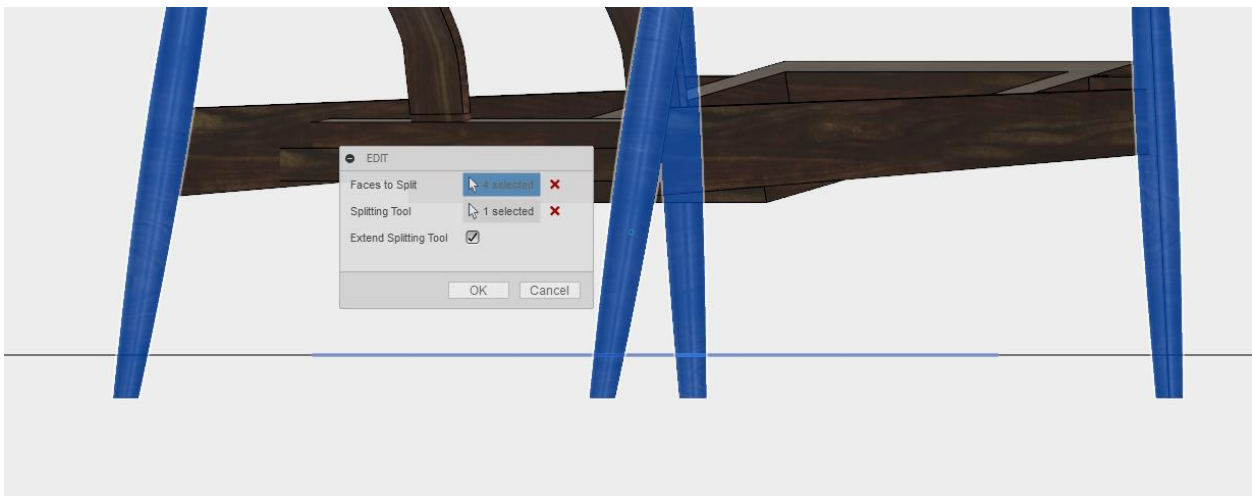 EDIT
Faces to Split 4 selected
Splitting Tool 1 selected
Extend Splitting Tool
OK Cancel